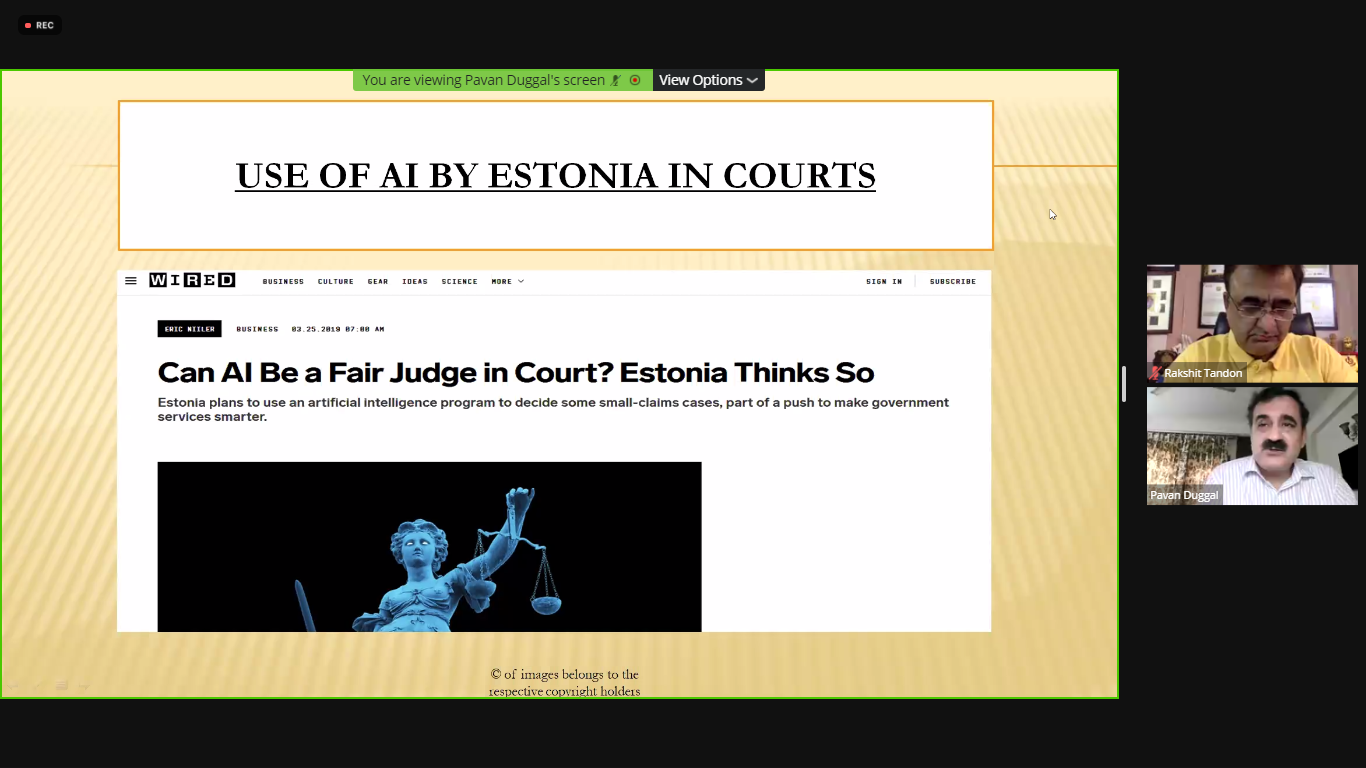 REC
You are viewing Pavan Duggal's screen
View Options
USE OF AI BY ESTONIA IN COURTS
WIRED
BUSINESS CULTURE GEAR IDEAS SCIENCE MORE
SIGN IN SUBSCRIBE
ERIC NIILER BUSINESS 03.25.2019 07:00 AM
Can AI Be a Fair Judge in Court? Estonia Thinks So
Estonia plans to use an artificial intelligence program to decide some small-claims cases, part of a push to make government
services smarter.
© of images belongs to the
respective copyright holders
Rakshit Tandon
Pavan Duggal